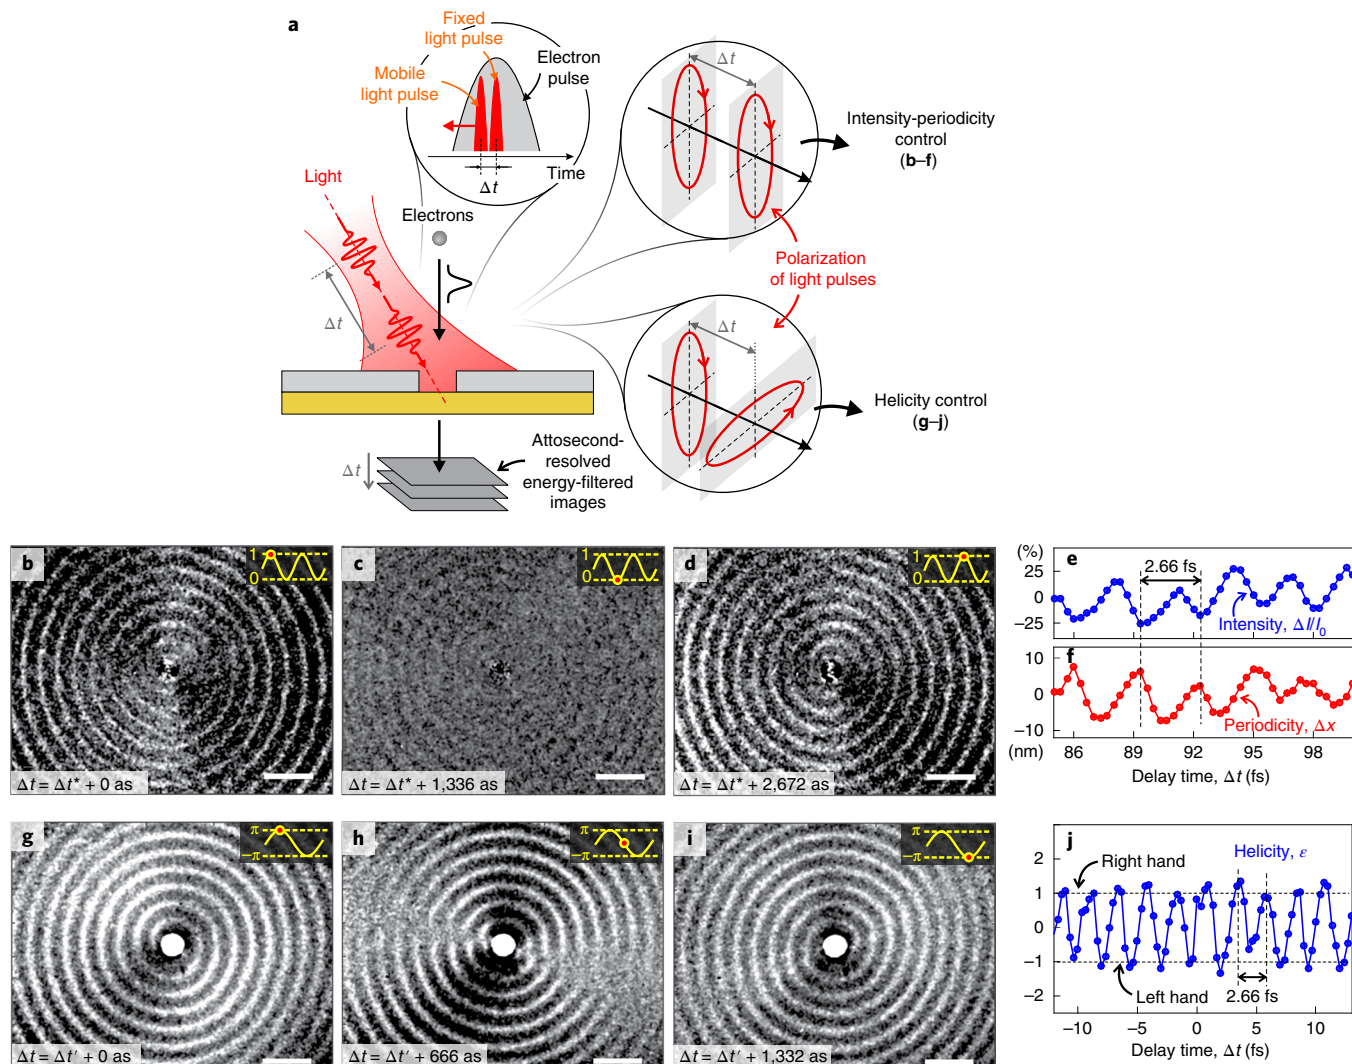 a
Fixed
light pulse
Mobile
light pulse
Electron
pulse
Time
Δt
Light
Electrons
Δt
Δt
Attosecond-
resolved
energy-filtered
images
Δt
Intensity-periodicity
control
(b–f)
Polarization
of light pulses
Δt
Helicity control
(g–j)
b
1
0
Δt = Δt* + 0 as
c
1
0
Δt = Δt* + 1,336 as
d
1
0
Δt = Δt* + 2,672 as
(%)
e
25
0
−25
2.66 fs
Intensity, ΔI/I0
f
10
0
−10
(nm)
Periodicity, Δx
86 89 92 95 98
Delay time, Δt (fs)
g
π
−π
Δt = Δt′ + 0 as
h
π
−π
Δt = Δt′ + 666 as
i
π
−π
Δt = Δt′ + 1,332 as
j
2
1
0
−1
−2
Right hand
Helicity, ε
Left hand
2.66 fs
−10 −5 0 5 10
Delay time, Δt (fs)